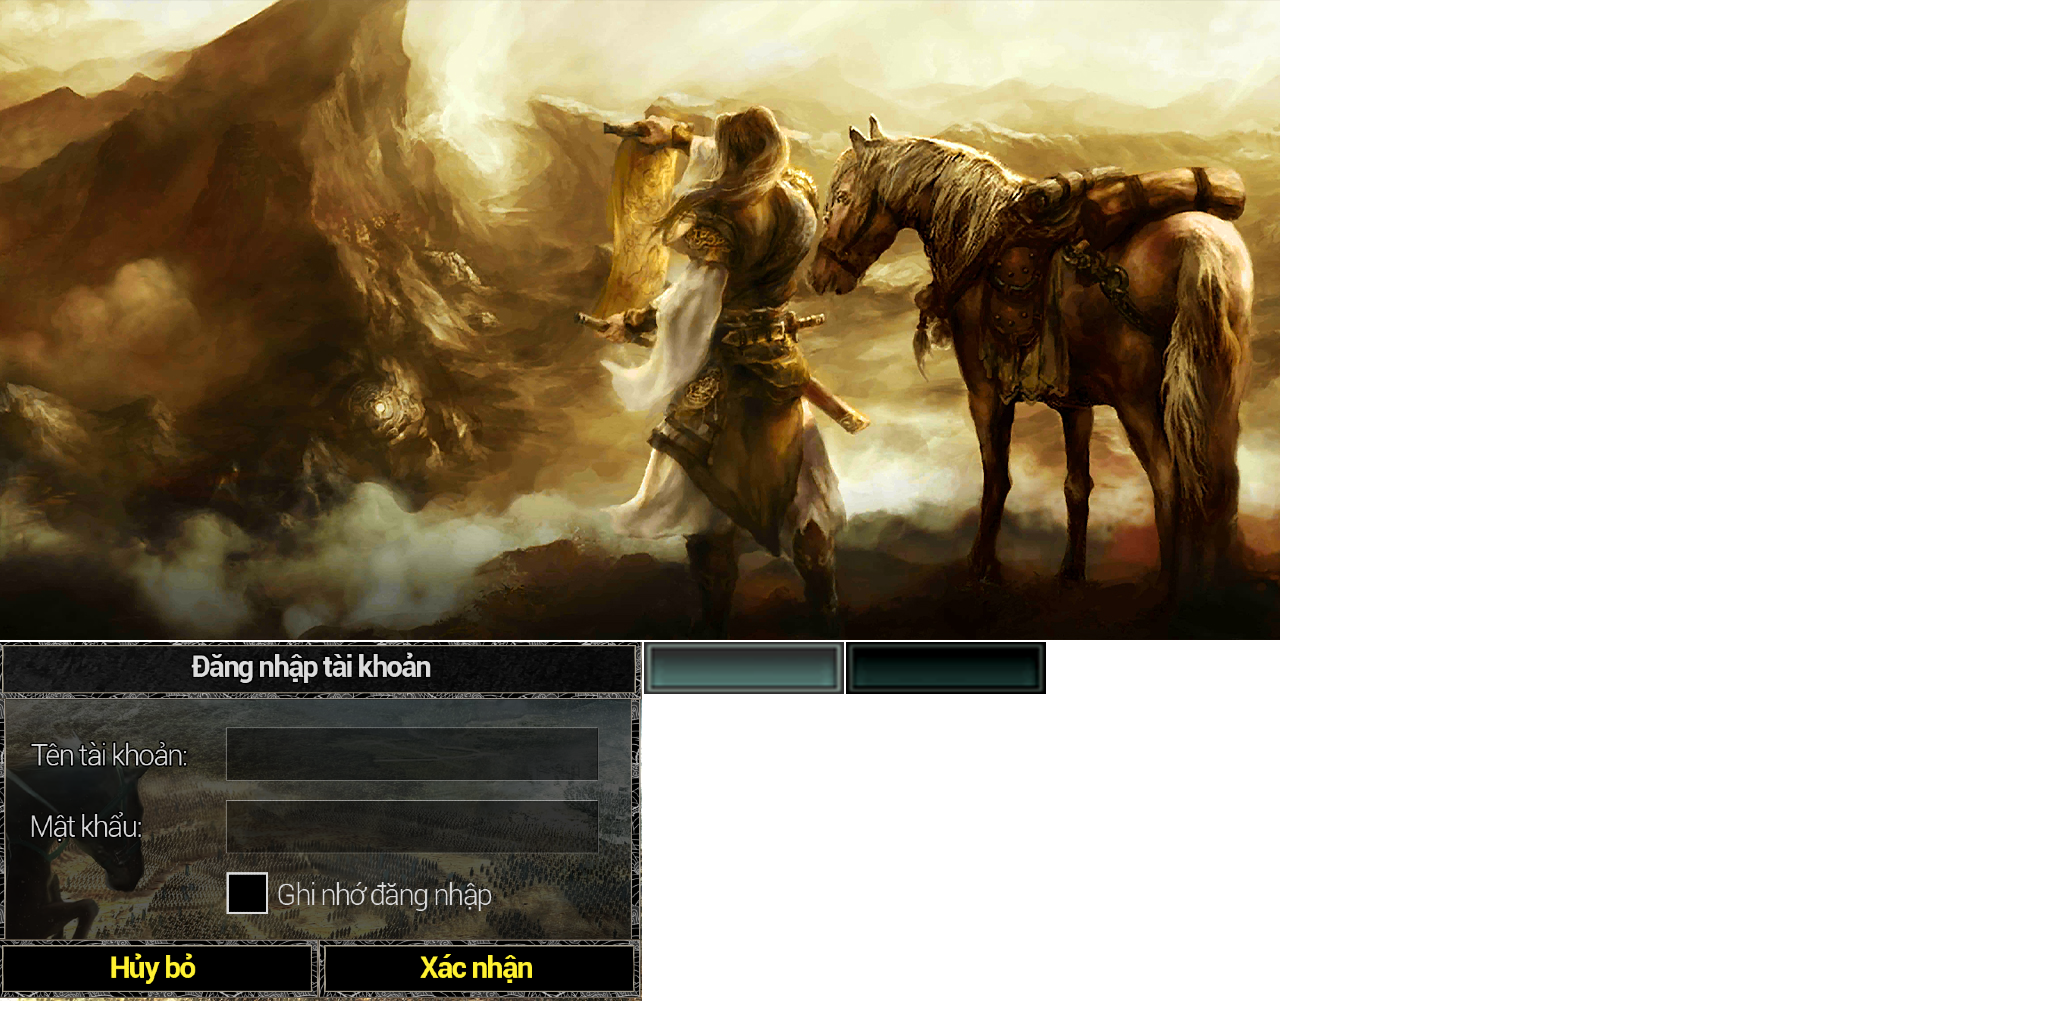 Đăng nhập tài khoản
Tên tài khoản:
Mật khẩu:
Ghi nhớ đăng nhập
Hủy bỏ
Xác nhận